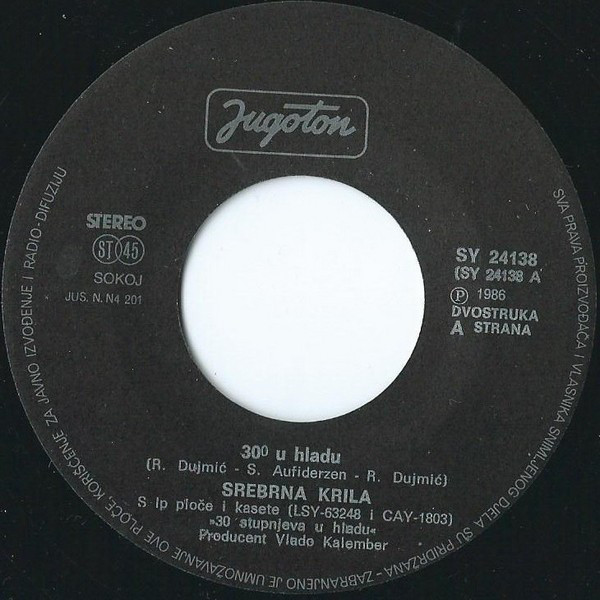 Jugoton
STEREO
ST 45
SOKOJ
JUS. N. N4 201
SY 24138
(SY 24138 A
Ⓟ 1986
DVOSTRUKA
A STRANA
30⁰ u hladu
(R. Dujmić - S. Aufiderzen - R. Dujmić)
SREBRNA KRILA
S lp ploče i kasete (LSY-63248 i CAY-1803)
»30 stupnjeva u hladu«
Producent Vlado Kalember
SVA PRAVA PROIZVOĐAČA I VLASNIKA SNIMLJENOG DJELA SU PRIDRŽANA - ZABRANJENO JE UMNOŽAVANJE OVE PLOČE, KORIŠĆENJE ZA JAVNO IZVOĐENJE I RADIO-DIFUZIJU